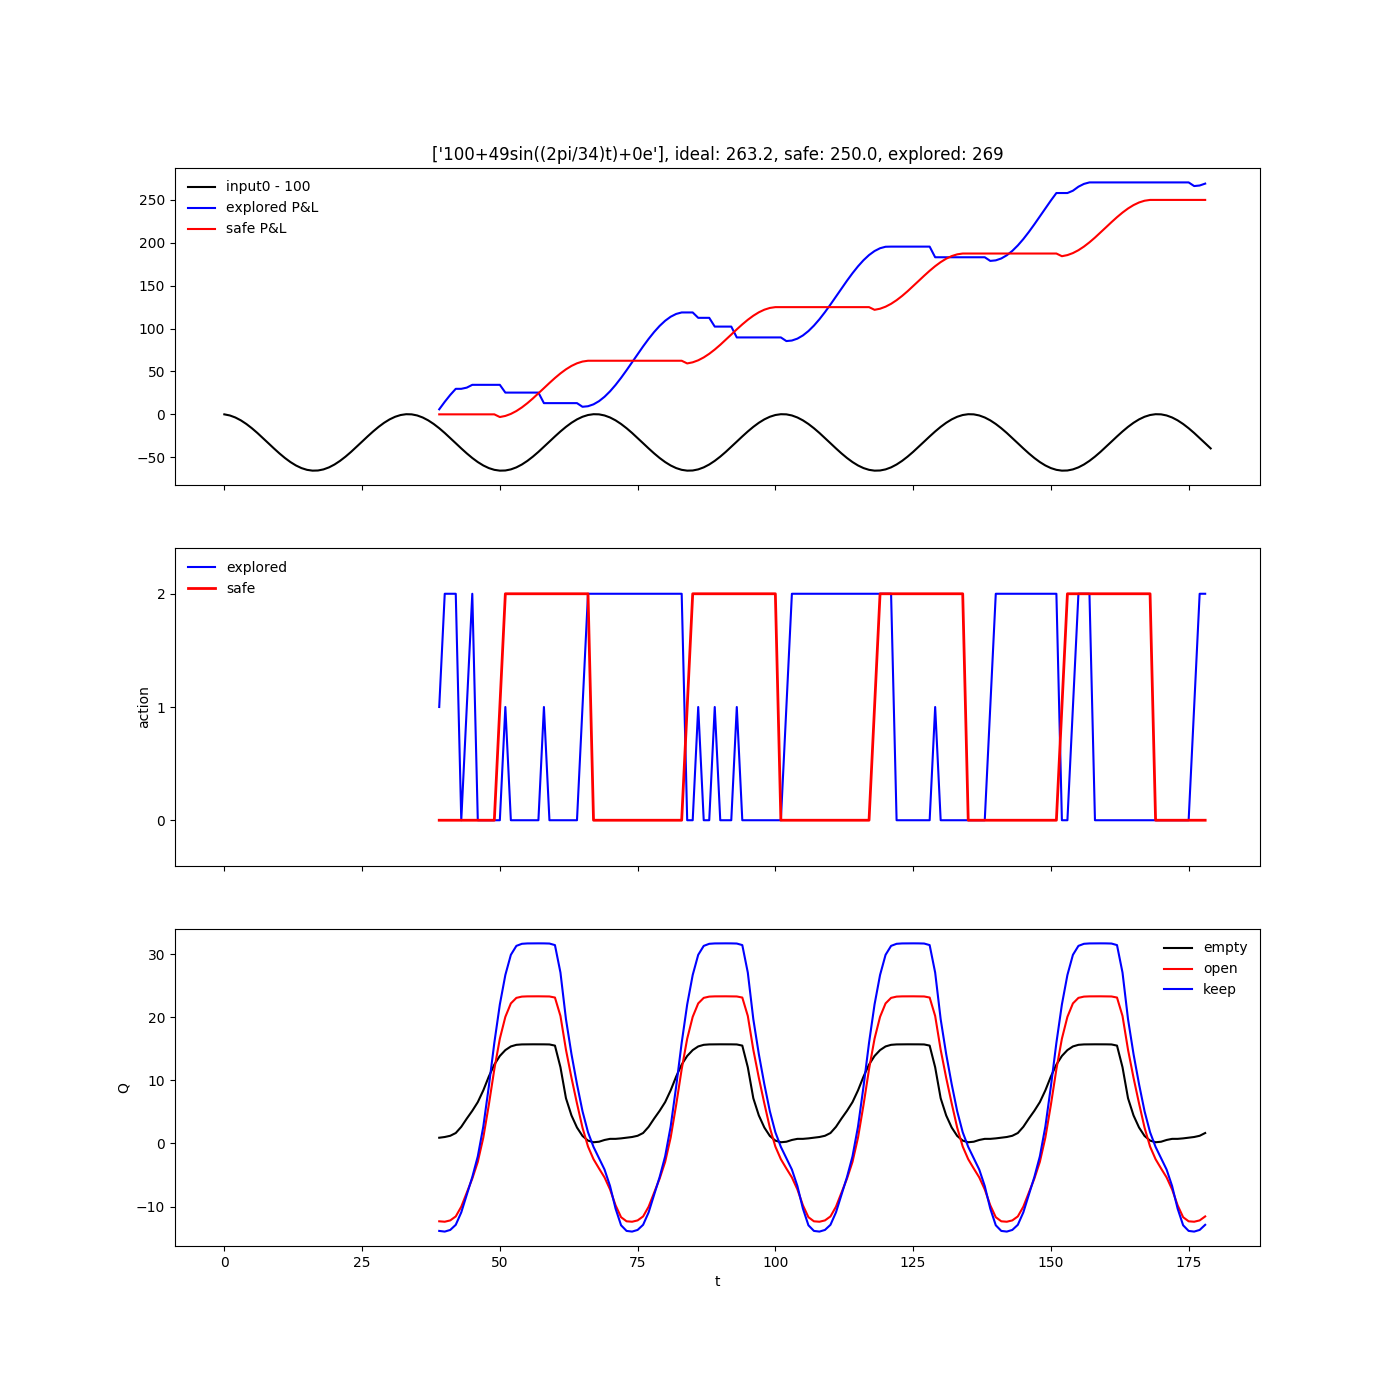 ['100+49sin((2pi/34)t)+0e'], ideal: 263.2, safe: 250.0, explored: 269
input0 - 100
explored P&L
safe P&L
250
200
150
100
50
0
−50
explored
safe
2
1
0
action
empty
open
keep
30
20
10
0
−10
Q
0 25 50 75 100 125 150 175
t